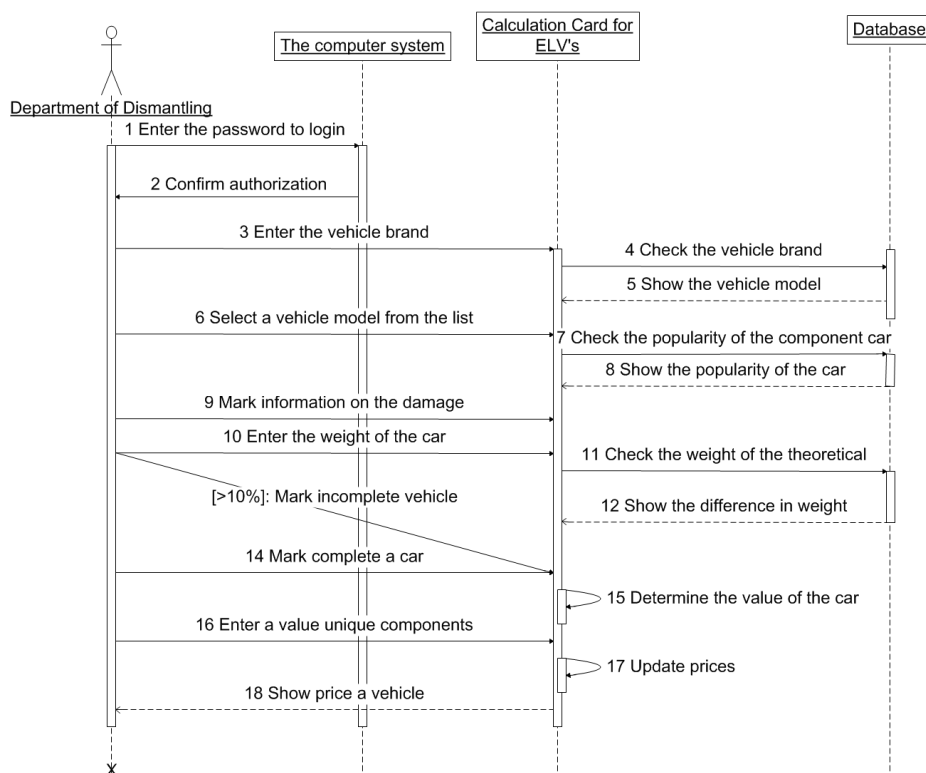 Calculation Card for
ELV's
The computer system
Database
Department of Dismantling
1 Enter the password to login
2 Confirm authorization
3 Enter the vehicle brand
4 Check the vehicle brand
5 Show the vehicle model
6 Select a vehicle model from the list
7 Check the popularity of the component car
8 Show the popularity of the car
9 Mark information on the damage
10 Enter the weight of the car
11 Check the weight of the theoretical
[>10%]: Mark incomplete vehicle
12 Show the difference in weight
14 Mark complete a car
15 Determine the value of the car
16 Enter a value unique components
17 Update prices
18 Show price a vehicle